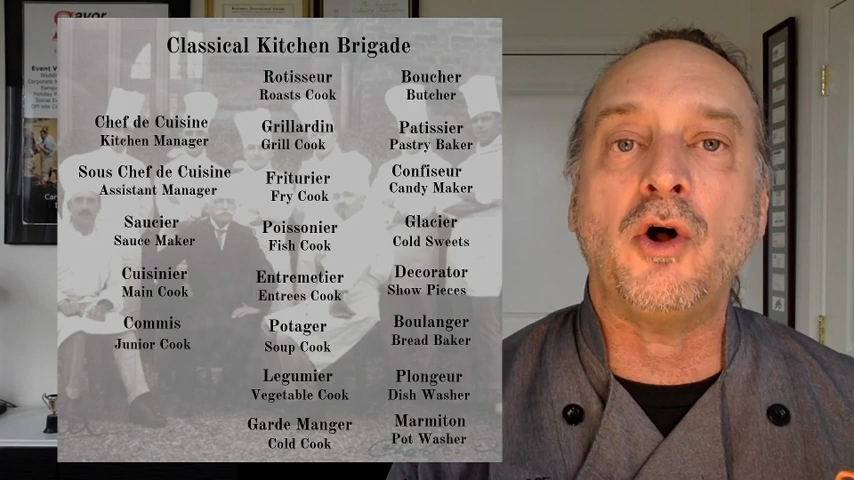 Classical Kitchen Brigade
Chef de Cuisine
Kitchen Manager
Sous Chef de Cuisine
Assistant Manager
Saucier
Sauce Maker
Cuisinier
Main Cook
Commis
Junior Cook
Rotisseur
Roasts Cook
Grillardin
Grill Cook
Friturier
Fry Cook
Poissonier
Fish Cook
Entremetier
Entrees Cook
Potager
Soup Cook
Legumier
Vegetable Cook
Garde Manger
Cold Cook
Boucher
Butcher
Patissier
Pastry Baker
Confiseur
Candy Maker
Glacier
Cold Sweets
Decorator
Show Pieces
Boulanger
Bread Baker
Plongeur
Dish Washer
Marmiton
Pot Washer